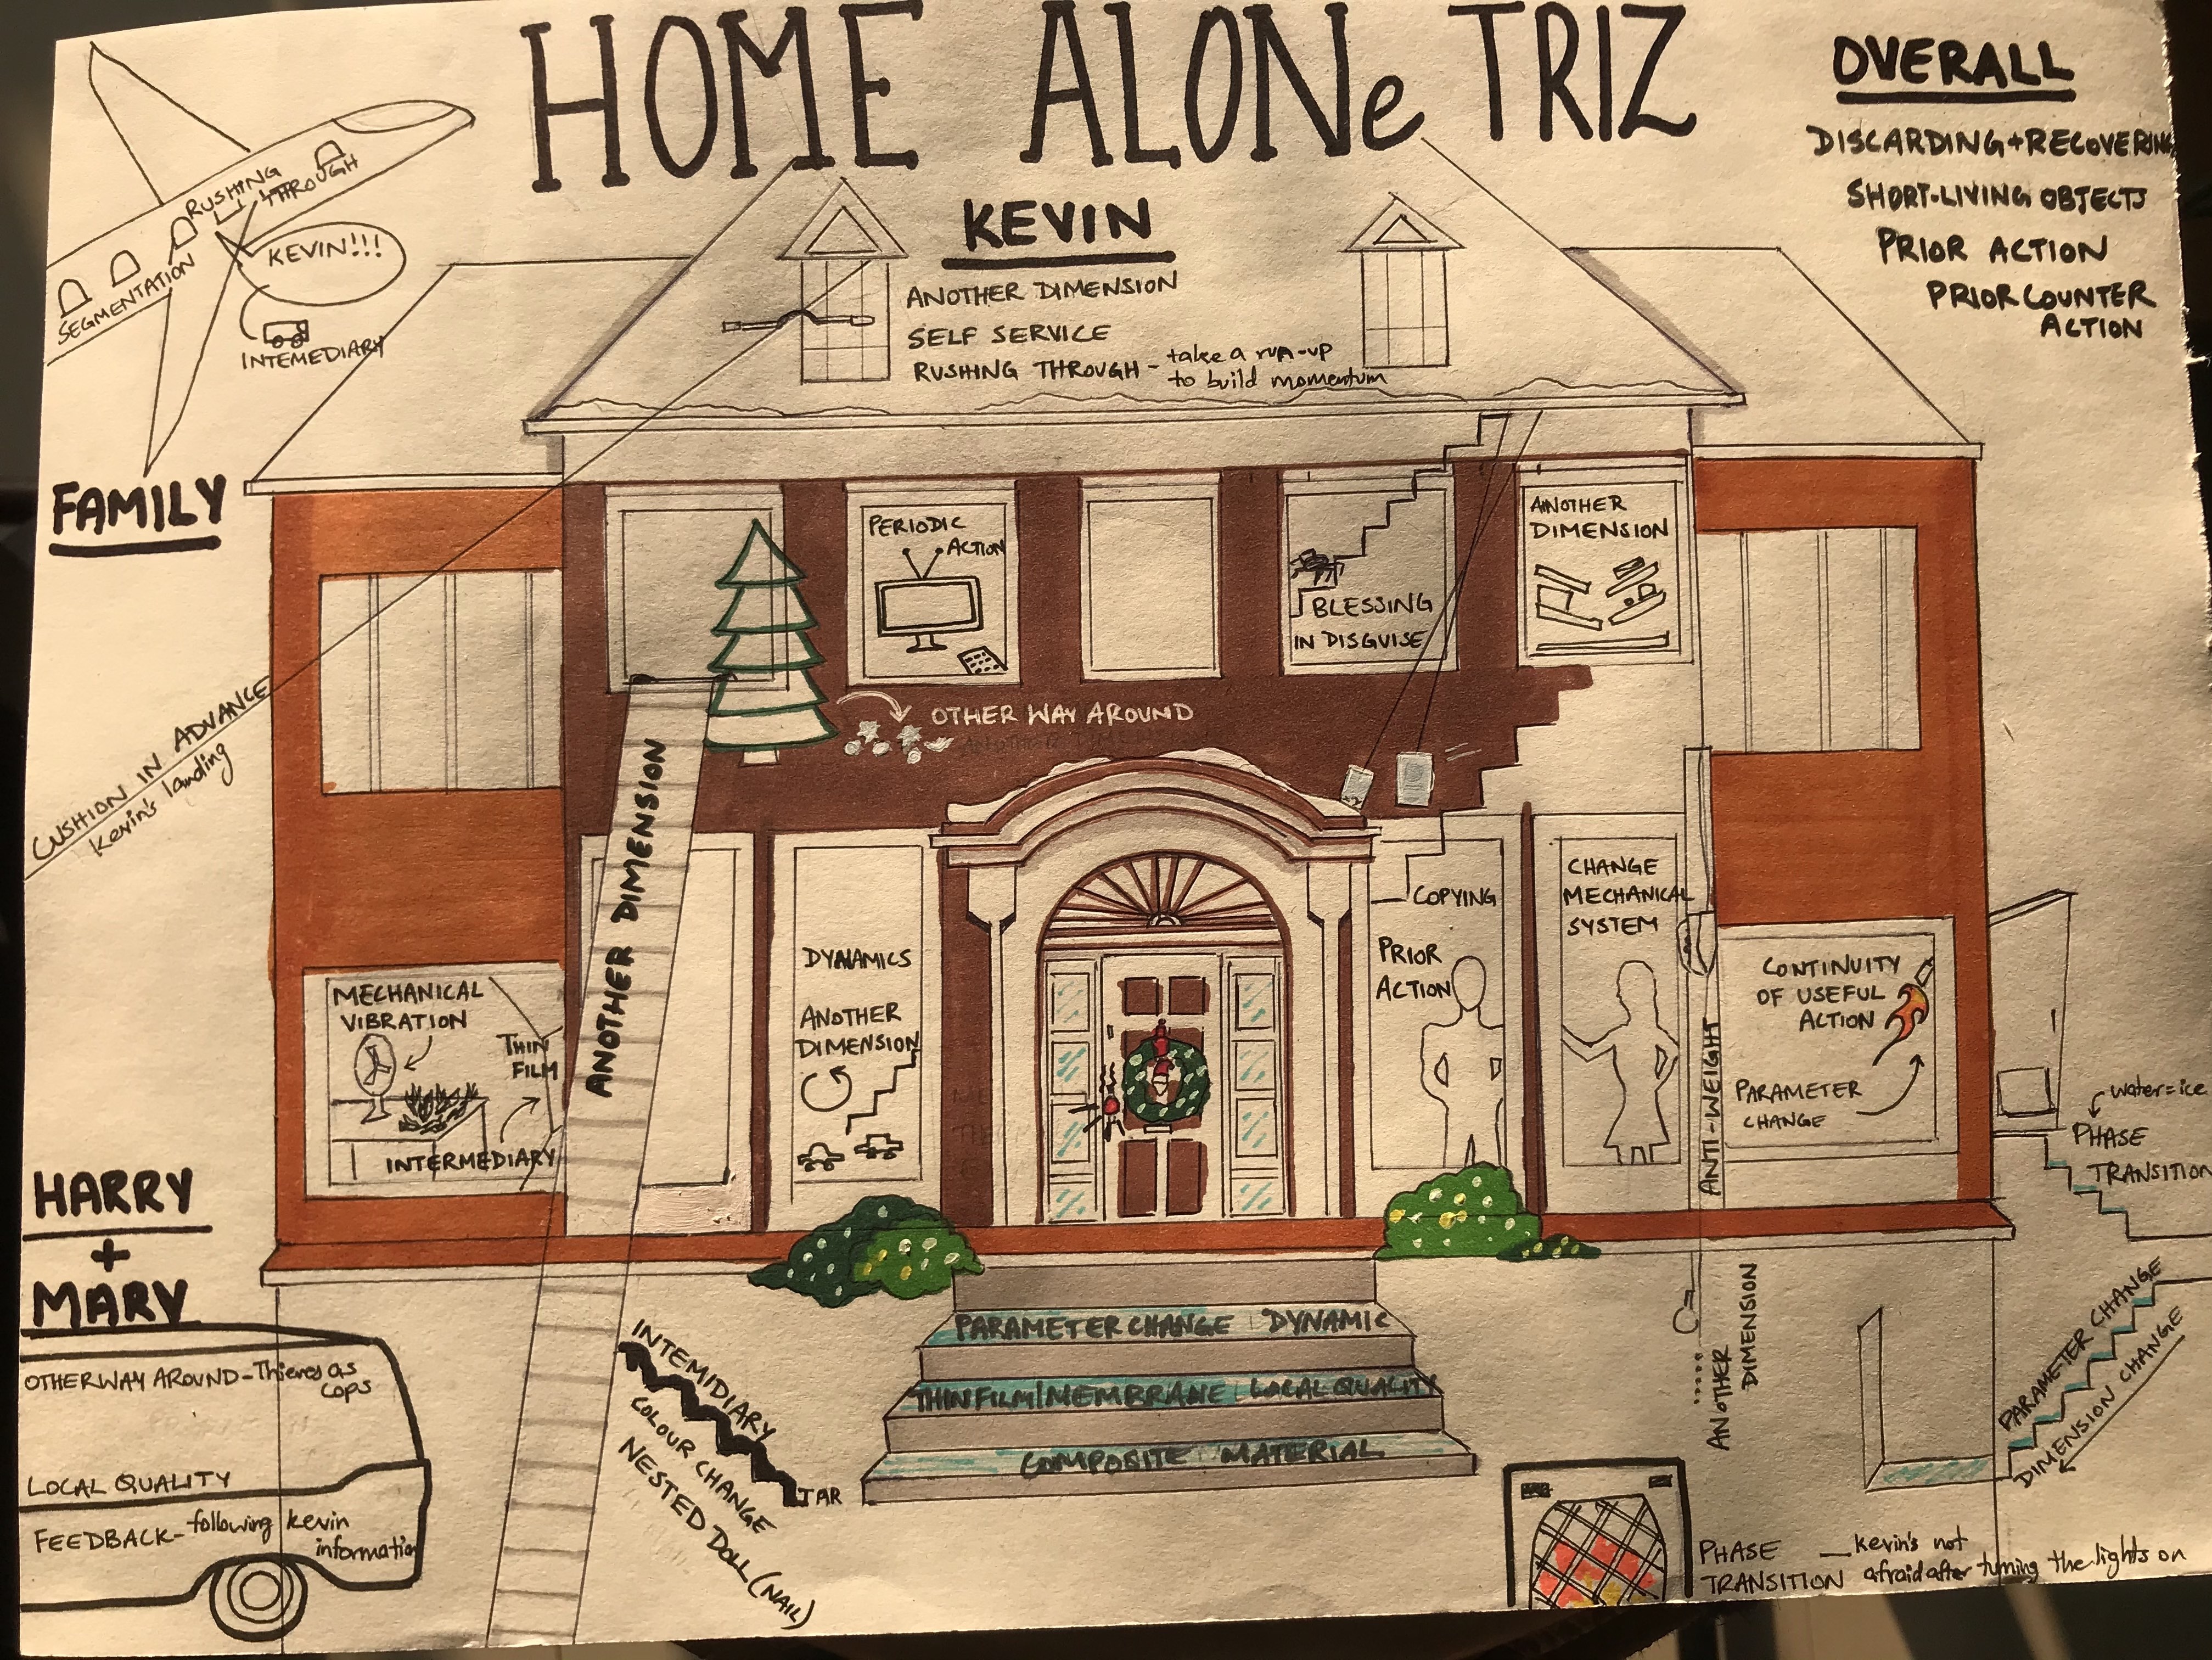 HOME ALONe TRIZ
OVERALL
DISCARDING+RECOVERING
SHORT-LIVING OBJECTS
PRIOR ACTION
PRIOR COUNTER
ACTION
RUSHING
THROUGH
KEVIN!!!
SEGMENTATION
INTEMEDIARY
FAMILY
KEVIN
ANOTHER DIMENSION
SELF SERVICE
RUSHING THROUGH - take a run-up
to build momentum
CUSHION IN ADVANCE
Kevin's landing
PERIODIC
ACTION
BLESSING
IN DISGUISE
ANOTHER
DIMENSION
OTHER WAY AROUND
ANOTHER DIMENSION
MECHANICAL
VIBRATION
THIN
FILM
INTERMEDIARY
DYNAMICS
ANOTHER
DIMENSION
COPYING
PRIOR
ACTION
CHANGE
MECHANICAL
SYSTEM
ANTI-WEIGHT
CONTINUITY
OF USEFUL
ACTION
PARAMETER
CHANGE
water=ice
PHASE
TRANSITION
HARRY
+
MARY
OTHERWAY AROUND-Thieves as
cops
LOCAL QUALITY
FEEDBACK-following kevin
information
INTEMIDIARY
COLOUR CHANGE
NESTED DOLL (NAIL)
TAR
PARAMETER CHANGE DYNAMIC
THIN FILM/MEMBRANE LOCAL QUALITY
COMPOSITE MATERIAL
ANOTHER
DIMENSION
PARAMETER CHANGE
DIMENSION CHANGE
PHASE
TRANSITION
kevin's not
afraid after turning the lights on